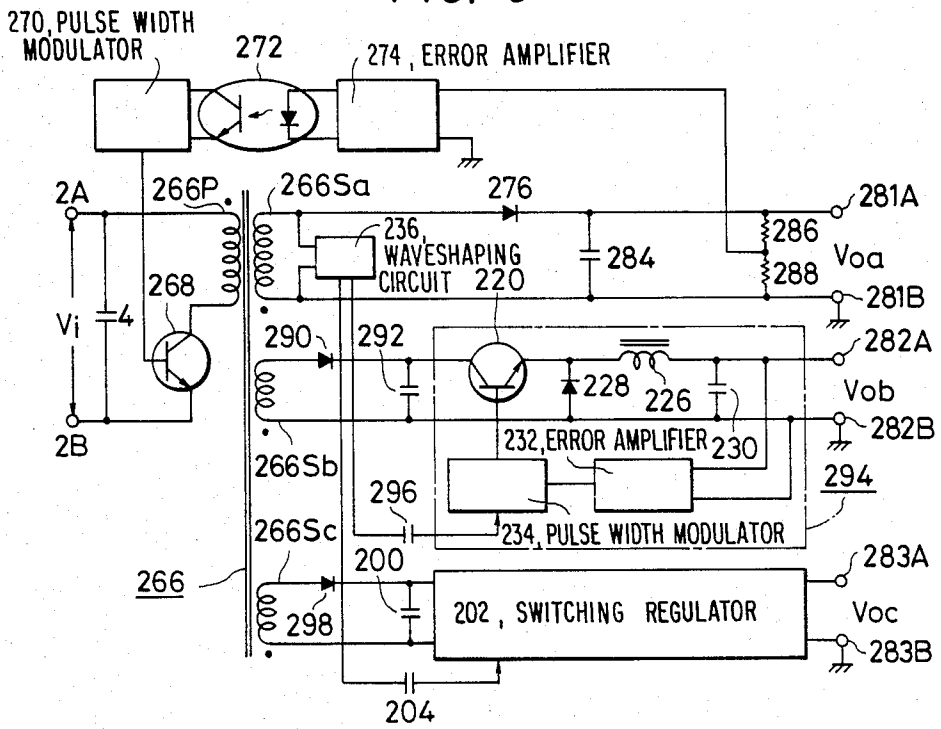 270, PULSE WIDTH
MODULATOR
272
274, ERROR AMPLIFIER
2A
266P
266Sa
276
281A
236,
WAVESHAPING
CIRCUIT
220
284
286
288
Voa
281B
268
Vi
4
290
292
282A
228
226
230
Vob
282B
2B
266Sb
232, ERROR AMPLIFIER
294
296
234, PULSE WIDTH MODULATOR
266Sc
200
283A
266
298
202, SWITCHING REGULATOR
Voc
283B
204